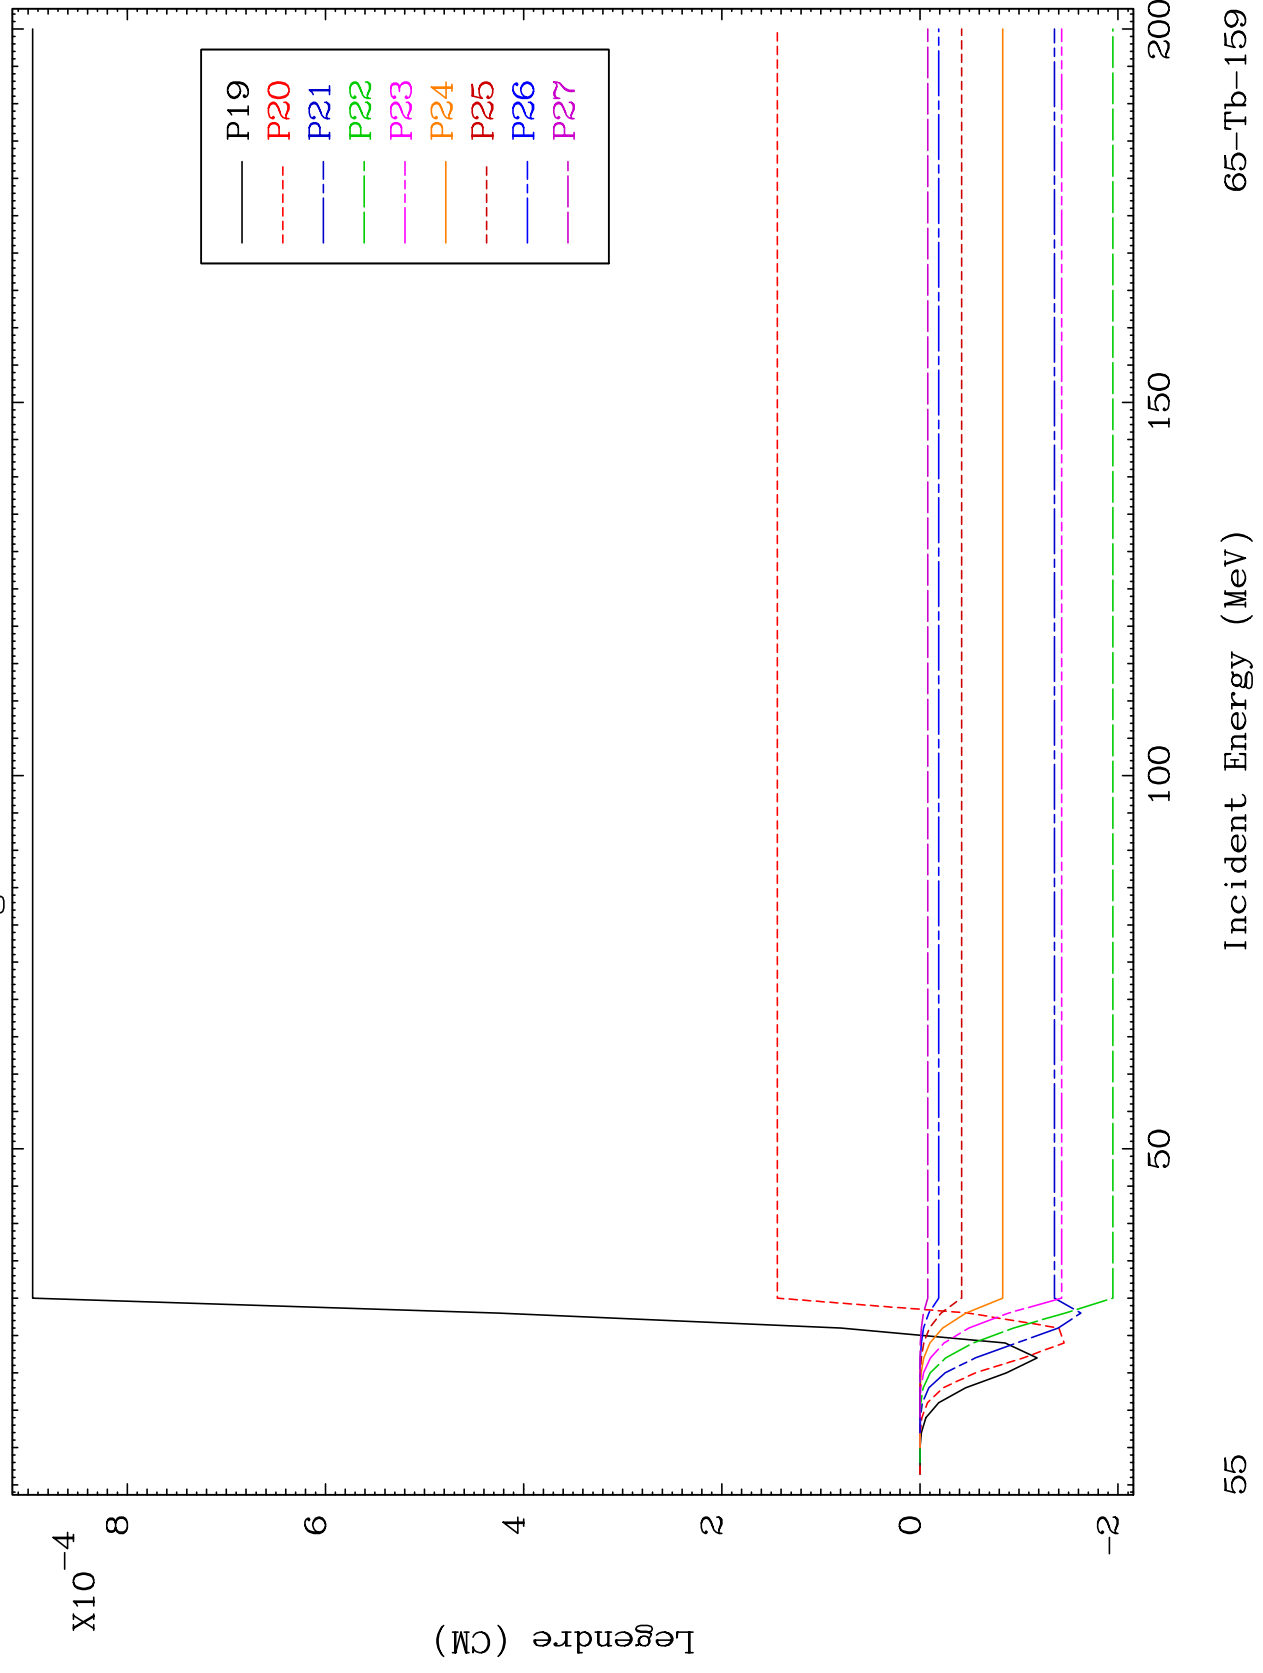 X10-4
8
6
4
2
0
-2
Legendre (CM)
P19
P20
P21
P22
P23
P24
P25
P26
P27
50
100
150
200
Incident Energy (MeV)
55
65-Tb-159